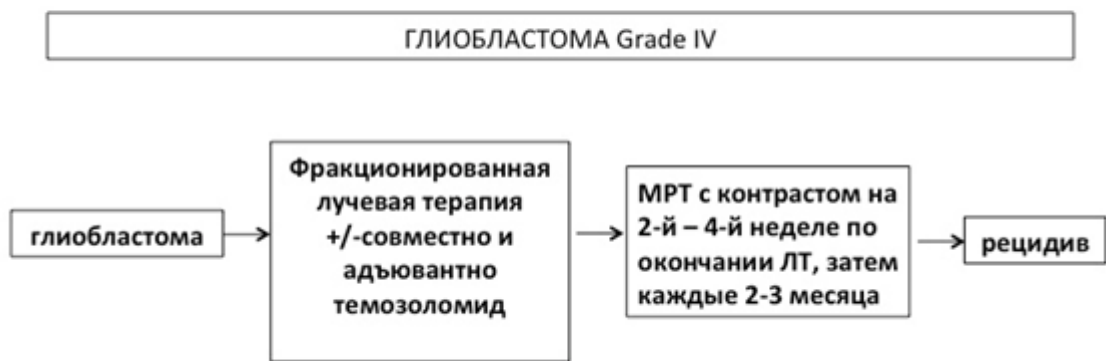 ГЛИОБЛАСТОМА Grade IV
глиобластома
Фракционированная
лучевая терапия
+/-совместно и
адъювантно
темозоломид
МРТ с контрастом на
2-й – 4-й неделе по
окончании ЛТ, затем
каждые 2-3 месяца
рецидив